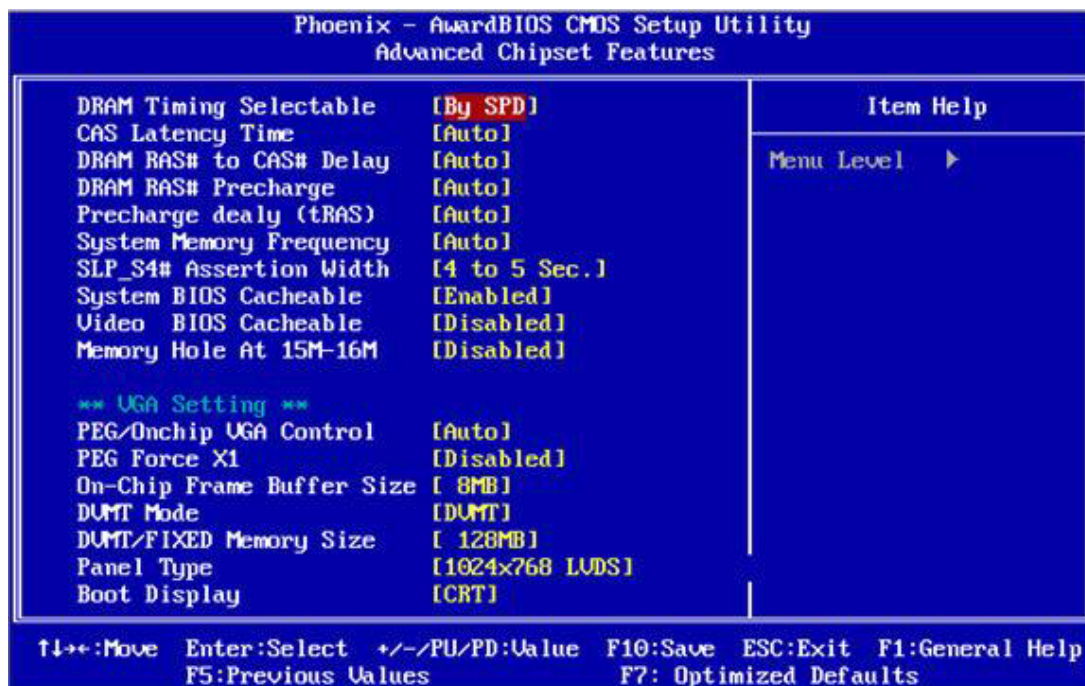 Phoenix - AwardBIOS CMOS Setup Utility
Advanced Chipset Features
DRAM Timing Selectable [By SPD]
CAS Latency Time [Auto]
DRAM RAS# to CAS# Delay [Auto]
DRAM RAS# Precharge [Auto]
Precharge dealy (tRAS) [Auto]
System Memory Frequency [Auto]
SLP_S4# Assertion Width [4 to 5 Sec.]
System BIOS Cacheable [Enabled]
Video BIOS Cacheable [Disabled]
Memory Hole At 15M-16M [Disabled]
** VGA Setting **
PEG/Onchip VGA Control [Auto]
PEG Force X1 [Disabled]
On-Chip Frame Buffer Size [ 8MB]
DVMT Mode [DVMT]
DVMT/FIXED Memory Size [ 128MB]
Panel Type [1024x768 LVDS]
Boot Display [CRT]
Item Help
Menu Level ▶
↑↓→←:Move Enter:Select +/-/PU/PD:Value F10:Save ESC:Exit F1:General Help
F5:Previous Values F7: Optimized Defaults